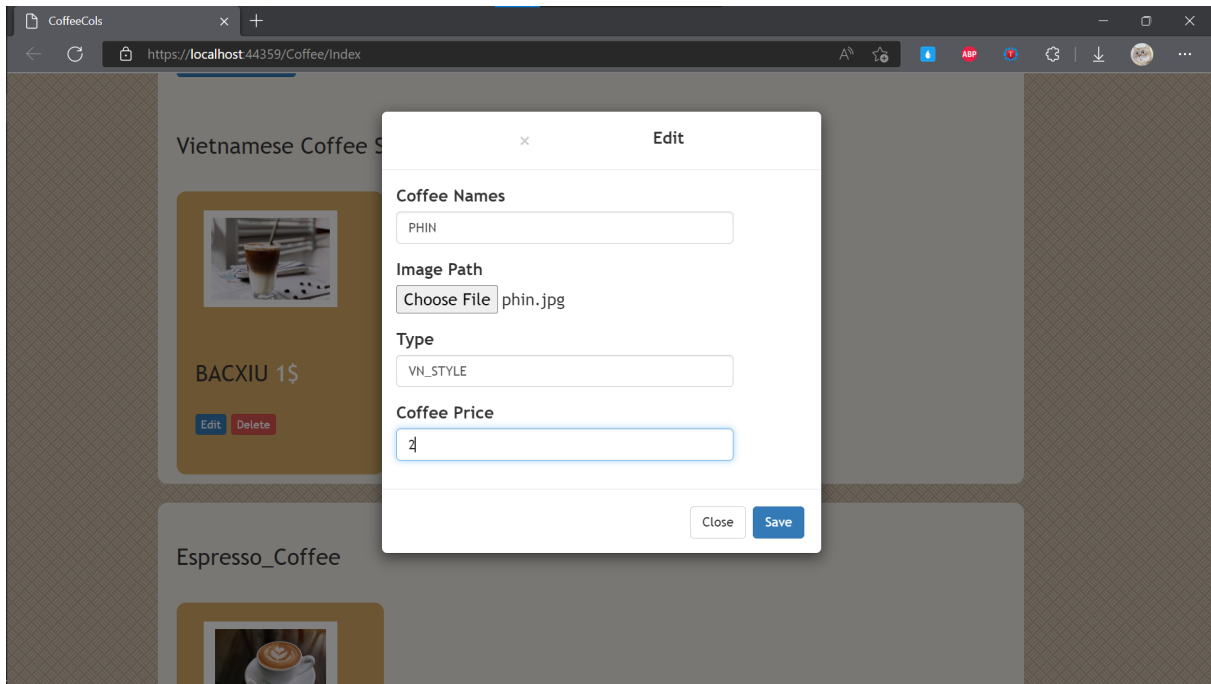 CoffeeCols
https://localhost:44359/Coffee/Index
ABP
Vietnamese Coffee S
BACXIU 1$
Edit Delete
Espresso_Coffee
× Edit
Coffee Names
PHIN
Image Path
Choose File phin.jpg
Type
VN_STYLE
Coffee Price
2
Close Save